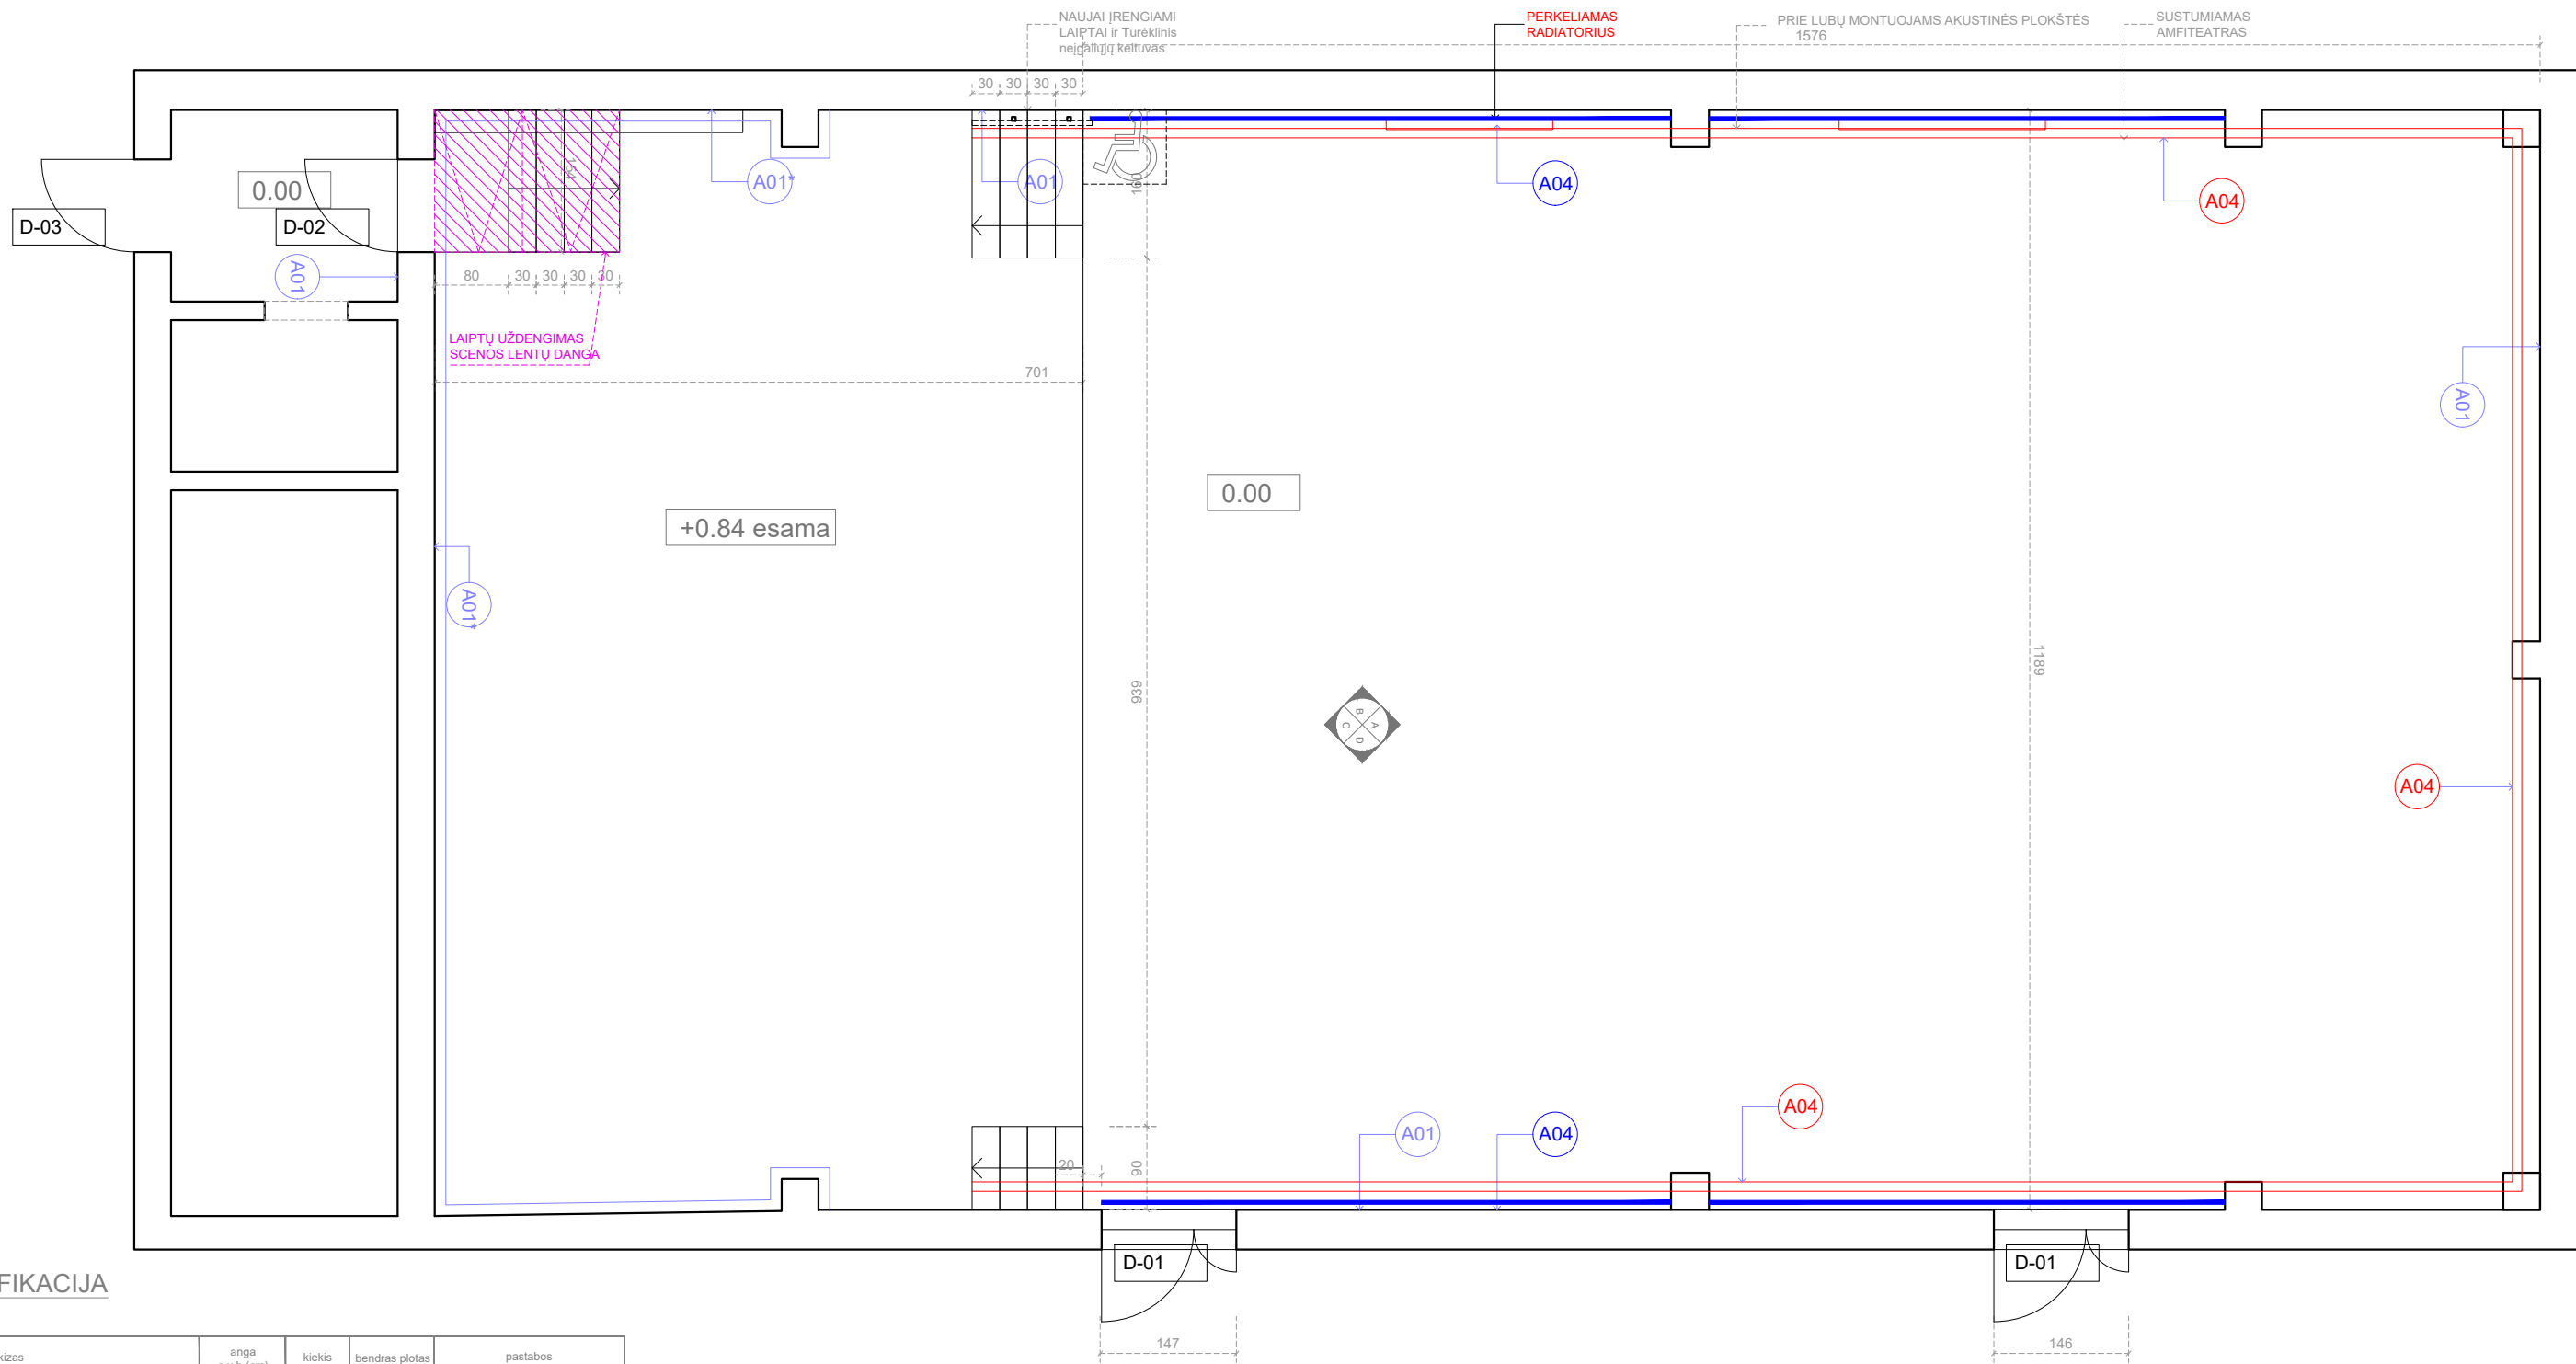 NAUJAI ĮRENGIAMI
LAIPTAI ir Turėklinis
neįgaliųjų keltuvas
PERKELIAMAS
RADIATORIUS
PRIE LUBŲ MONTUOJAMS AKUSTINĖS PLOKŠTĖS
1576
SUSTUMIAMAS
AMFITEATRAS
30 30 30 30
154
160
A01*
A01
A04
A04
0.00
D-03
D-02
A01
80 30 30 30 30
LAIPTŲ UŽDENGIMAS
SCENOS LENTŲ DANGA
701
A01
0.00
+0.84 esama
A01*
939
1189
B
A
C
D
A04
A04
A01
A04
20
90
D-01
D-01
FIKACIJA
147
146
kizas
anga
kiekis
bendras plotas
pastabos